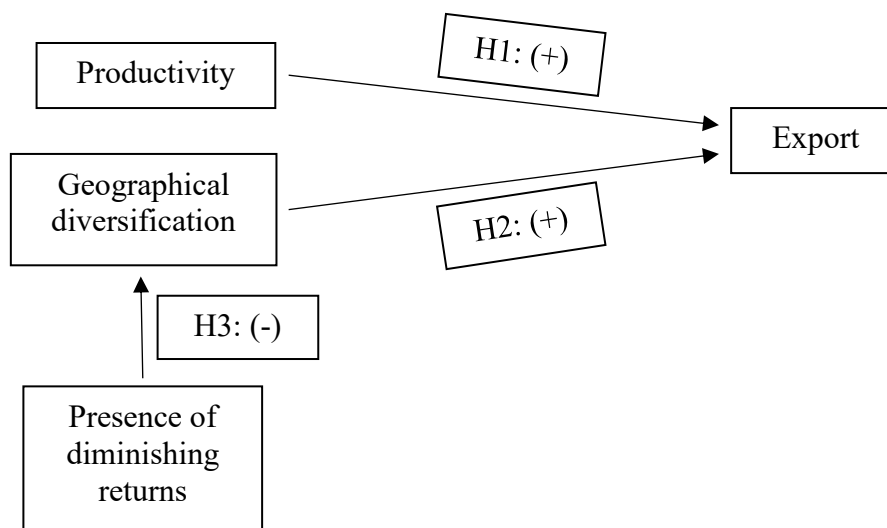 H1: (+)
Productivity
Export
Geographical
diversification
H2: (+)
H3: (-)
Presence of
diminishing
returns